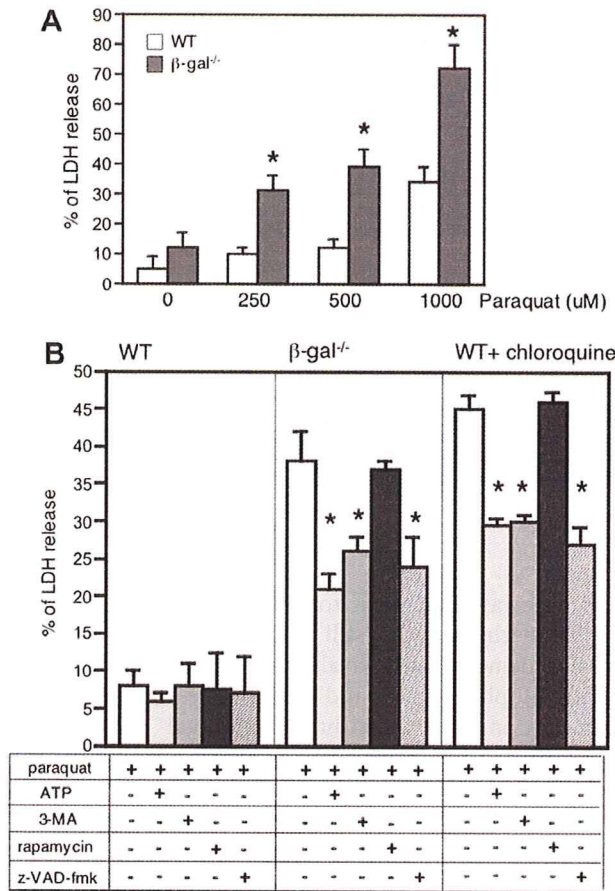 A
90
80
70
60
50
40
30
20
10
0
% of LDH release
WT
β-gal-/-
*
*
*
0 250 500 1000 Paraquat (uM)
B
WT β-gal-/- WT+ chloroquine
50
45
40
35
30
25
20
15
10
5
0
% of LDH release
* * * * * *
paraquat + + + + + + + + + + + + + + +
ATP - + - - - - + - - - - + - - -
3-MA - - + - - - - + - - - - + - -
rapamycin - - - + - - - - + - - - - + -
z-VAD-fmk - - - - + - - - - + - - - - +